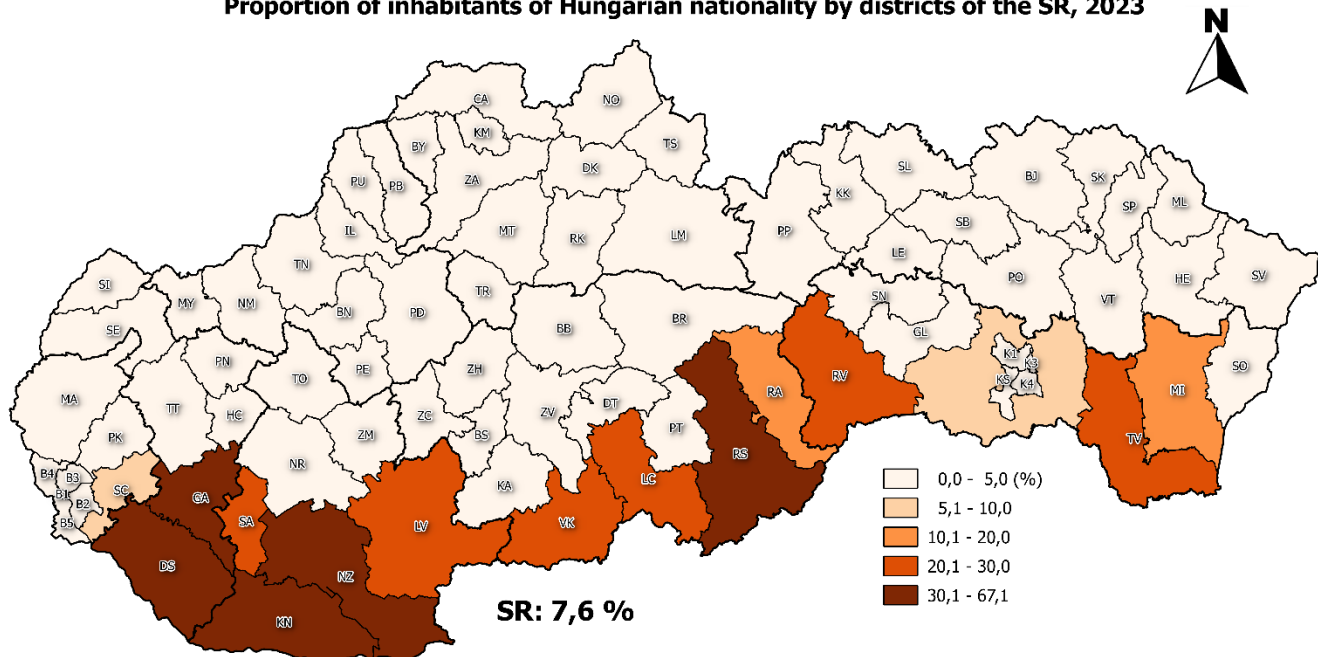 Proportion of inhabitants of Hungarian nationality by districts of the SR, 2023
N
CA
NO
KM
BY
TS
DK
PU
PB
ZA
KK
SL
BJ
SK
SP
ML
IL
MT
RK
LM
PP
SB
LE
TN
SI
MY
NM
BN
PD
TR
SN
PO
VT
HE
SV
SE
BB
BR
GL
PN
PE
ZH
K1
K3
KS
K4
SO
MA
TT
HC
TO
ZC
ZV
DT
RA
RV
MI
PK
ZM
BS
PT
TV
B4
B3
B1
B2
B5
SC
NR
KA
LC
RS
GA
SA
LV
VK
DS
NZ
KN
0,0 - 5,0 (%)
5,1 - 10,0
10,1 - 20,0
20,1 - 30,0
30,1 - 67,1
SR: 7,6 %